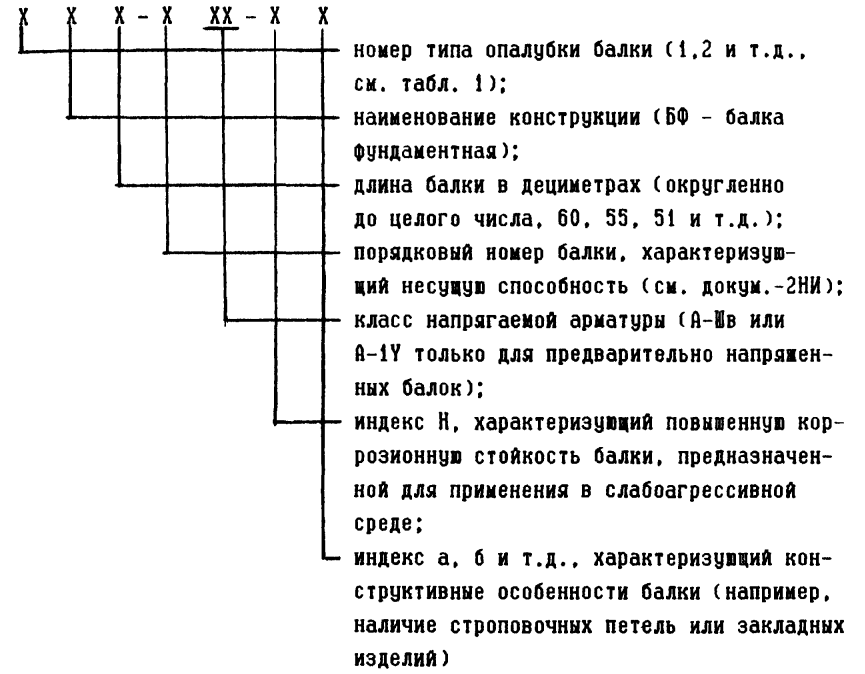 X X X - X XX - X X
номер типа опалубки балки (1,2 и т.д.,
см. табл. 1);
наименование конструкции (БФ - балка
фундаментная);
длина балки в дециметрах (округленно
до целого числа, 60, 55, 51 и т.д.);
порядковый номер балки, характеризую-
щий несущую способность (см. докум.-2НИ);
класс напрягаемой арматуры (А-Шв или
А-1У только для предварительно напряжен-
ных балок);
индекс Н, характеризующий повышенную кор-
розионную стойкость балки, предназначен-
ной для применения в слабоагрессивной
среде;
индекс а, б и т.д., характеризующий кон-
структивные особенности балки (например,
наличие строповочных петель или закладных
изделий)